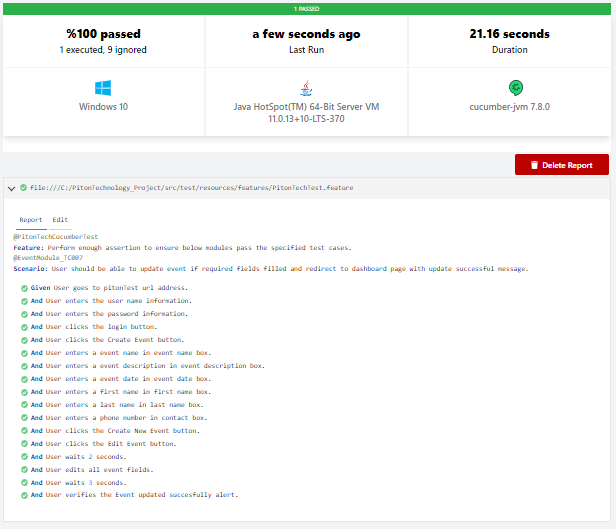 1 PASSED
%100 passed
1 executed, 9 ignored
a few seconds ago
Last Run
21.16 seconds
Duration
Windows 10
Java HotSpot(TM) 64-Bit Server VM
11.0.13+10-LTS-370
cucumber-jvm 7.8.0
Delete Report
file:///C:/PitonTechnology_Project/src/test/resources/features/PitonTechTest.feature
Report Edit
@PitonTechCucumberTest
Feature: Perform enough assertion to ensure below modules pass the specified test cases.
@EventModule_TC007
Scenario: User should be able to update event if required fields filled and redirect to dashboard page with update successful message.
Given User goes to pitonTest url address.
And User enters the user name information.
And User enters the password information.
And User clicks the login button.
And User clicks the Create Event button.
And User enters a event name in event name box.
And User enters a event description in event description box.
And User enters a event date in event date box.
And User enters a first name in first name box.
And User enters a last name in last name box.
And User enters a phone number in contact box.
And User clicks the Create New Event button.
And User clicks the Edit Event button.
And User waits 2 seconds.
And User edits all event fields.
And User waits 3 seconds.
And User verifies the Event updated succesfully alert.